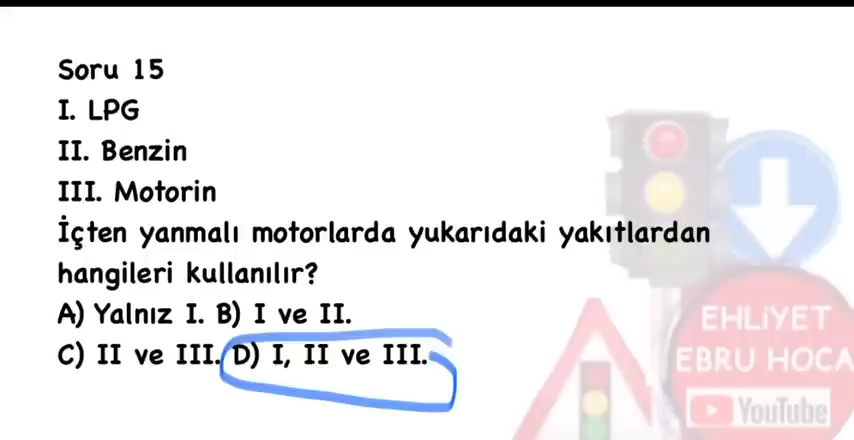 Soru 15
I. LPG
II. Benzin
III. Motorin
İçten yanmalı motorlarda yukarıdaki yakıtlardan
hangileri kullanılır?
A) Yalnız I. B) I ve II.
C) II ve III. D) I, II ve III.
EHLİYET
EBRU HOCA
YouTube